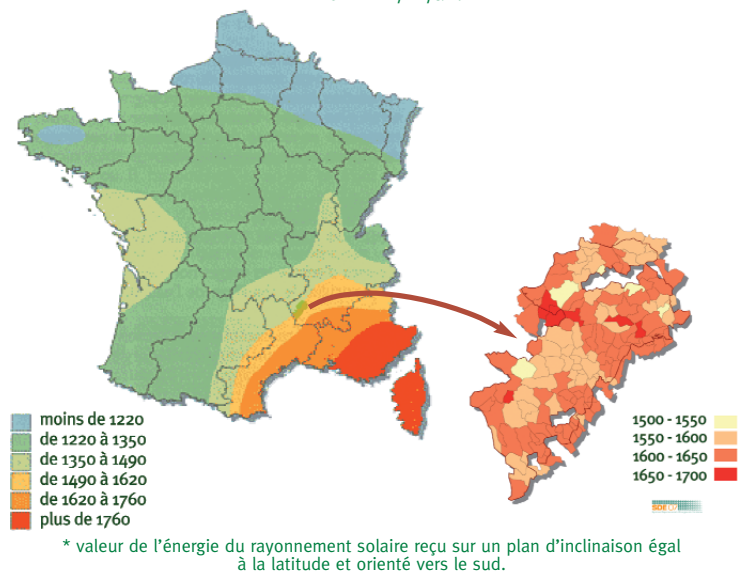 moins de 1220
de 1220 à 1350
de 1350 à 1490
de 1490 à 1620
de 1620 à 1760
plus de 1760
1500 - 1550
1550 - 1600
1600 - 1650
1650 - 1700
* valeur de l'énergie du rayonnement solaire reçu sur un plan d'inclinaison égal
à la latitude et orienté vers le sud.